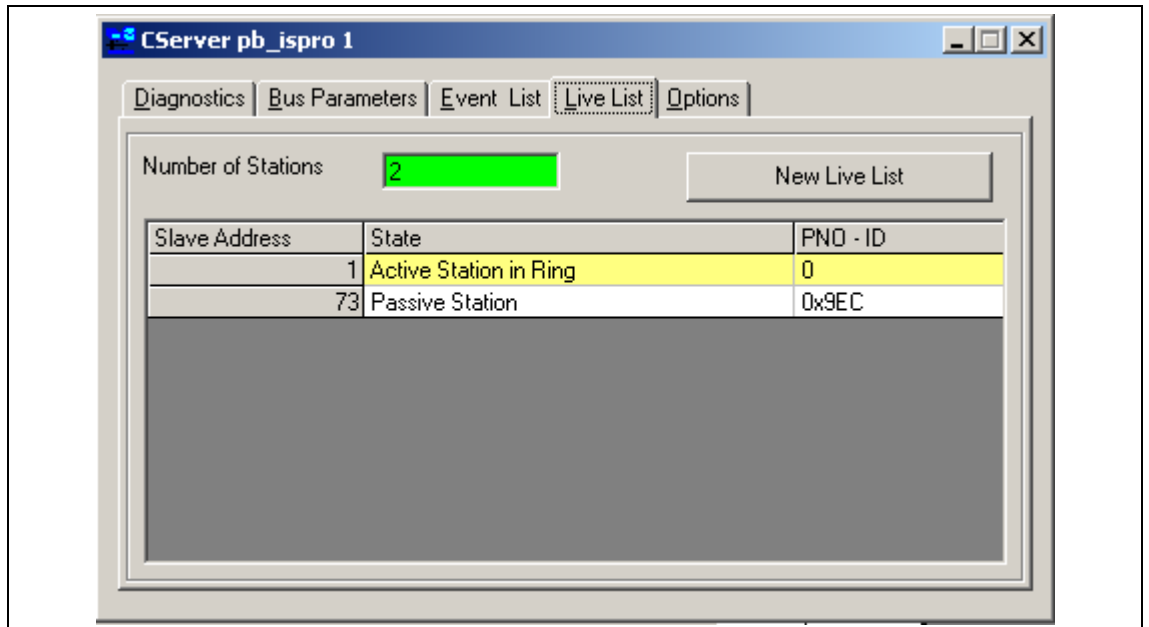 CServer pb_ispro 1
Diagnostics Bus Parameters Event List Live List Options
Number of Stations 2 New Live List
Slave Address State PNO - ID
1 Active Station in Ring 0
73 Passive Station 0x9EC